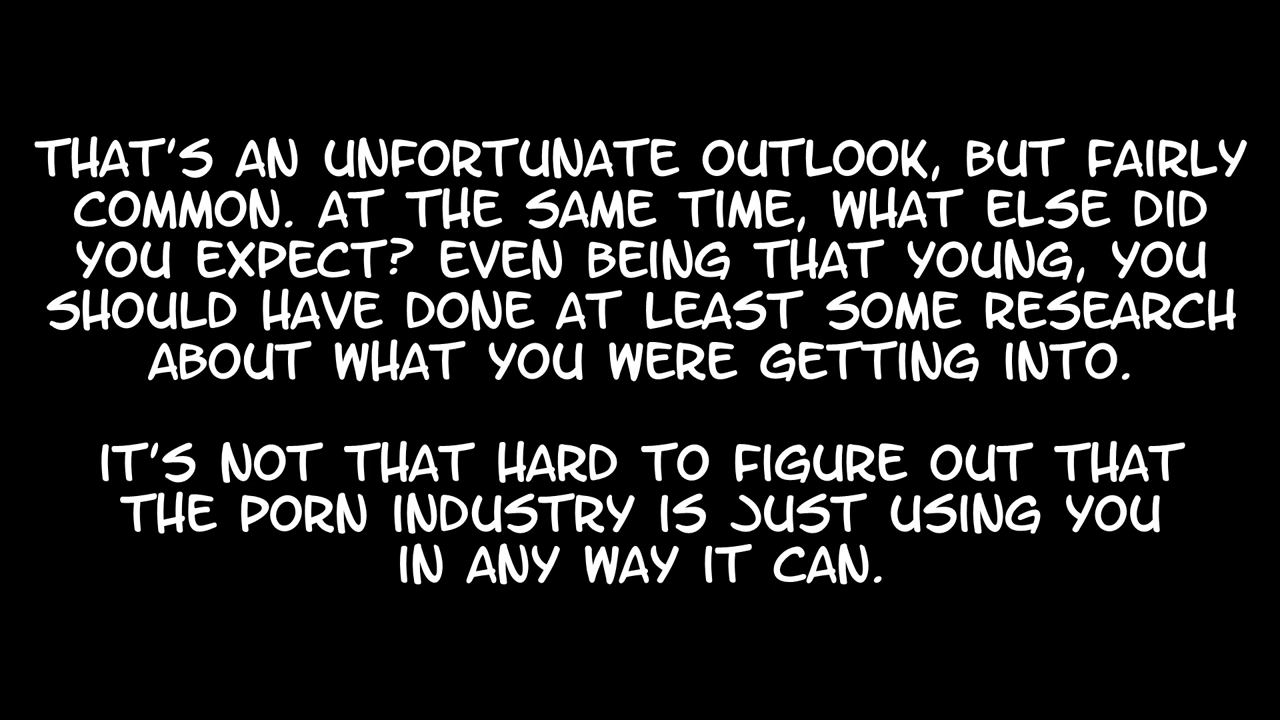 THAT'S AN UNFORTUNATE OUTLOOK, BUT FAIRLY
COMMON. AT THE SAME TIME, WHAT ELSE DID
YOU EXPECT? EVEN BEING THAT YOUNG, YOU
SHOULD HAVE DONE AT LEAST SOME RESEARCH
ABOUT WHAT YOU WERE GETTING INTO.
IT'S NOT THAT HARD TO FIGURE OUT THAT
THE PORN INDUSTRY IS JUST USING YOU
IN ANY WAY IT CAN.